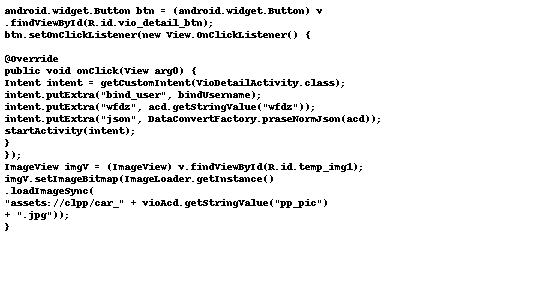 android.widget.Button btn = (android.widget.Button) v
.findViewById(R.id.vio_detail_btn);
btn.setOnClickListener(new View.OnClickListener() {
@Override
public void onClick(View arg0) {
Intent intent = getCustomIntent(VioDetailActivity.class);
intent.putExtra("bind_user", bindUsername);
intent.putExtra("wfdz", acd.getStringValue("wfdz"));
intent.putExtra("json", DataConvertFactory.praseNormJson(acd));
startActivity(intent);
}
});
ImageView imgV = (ImageView) v.findViewById(R.id.temp_img1);
imgV.setImageBitmap(ImageLoader.getInstance()
.loadImageSync(
"assets://clpp/car_" + vioAcd.getStringValue("pp_pic")
+ ".jpg"));
}